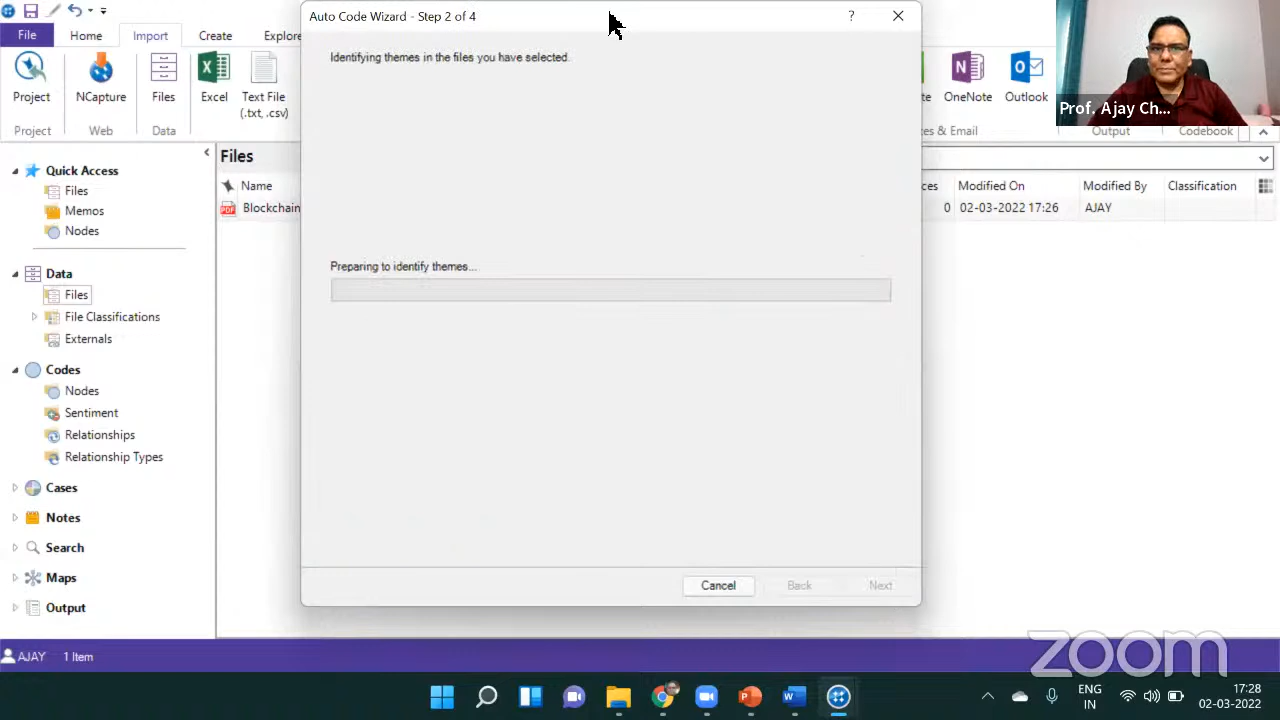 Auto Code Wizard - Step 2 of 4
?
File
Home
Import
Create
Explore
Identifying themes in the files you have selected.
Project
NCapture
Files
Excel
Text File
(.txt, .csv)
OneNote
Outlook
Project
Web
Data
Output
Codebook
Prof. Ajay Ch...
Quick Access
Files
Memos
Nodes
Data
Files
File Classifications
Externals
Codes
Nodes
Sentiment
Relationships
Relationship Types
Cases
Notes
Search
Maps
Output
Files
Name
Modified On
Modified By
Classification
PDF
Blockchain
0
02-03-2022 17:26
AJAY
Preparing to identify themes...
Cancel
Back
Next
AJAY
1 Item
zoom
ENG
IN
17:28
02-03-2022